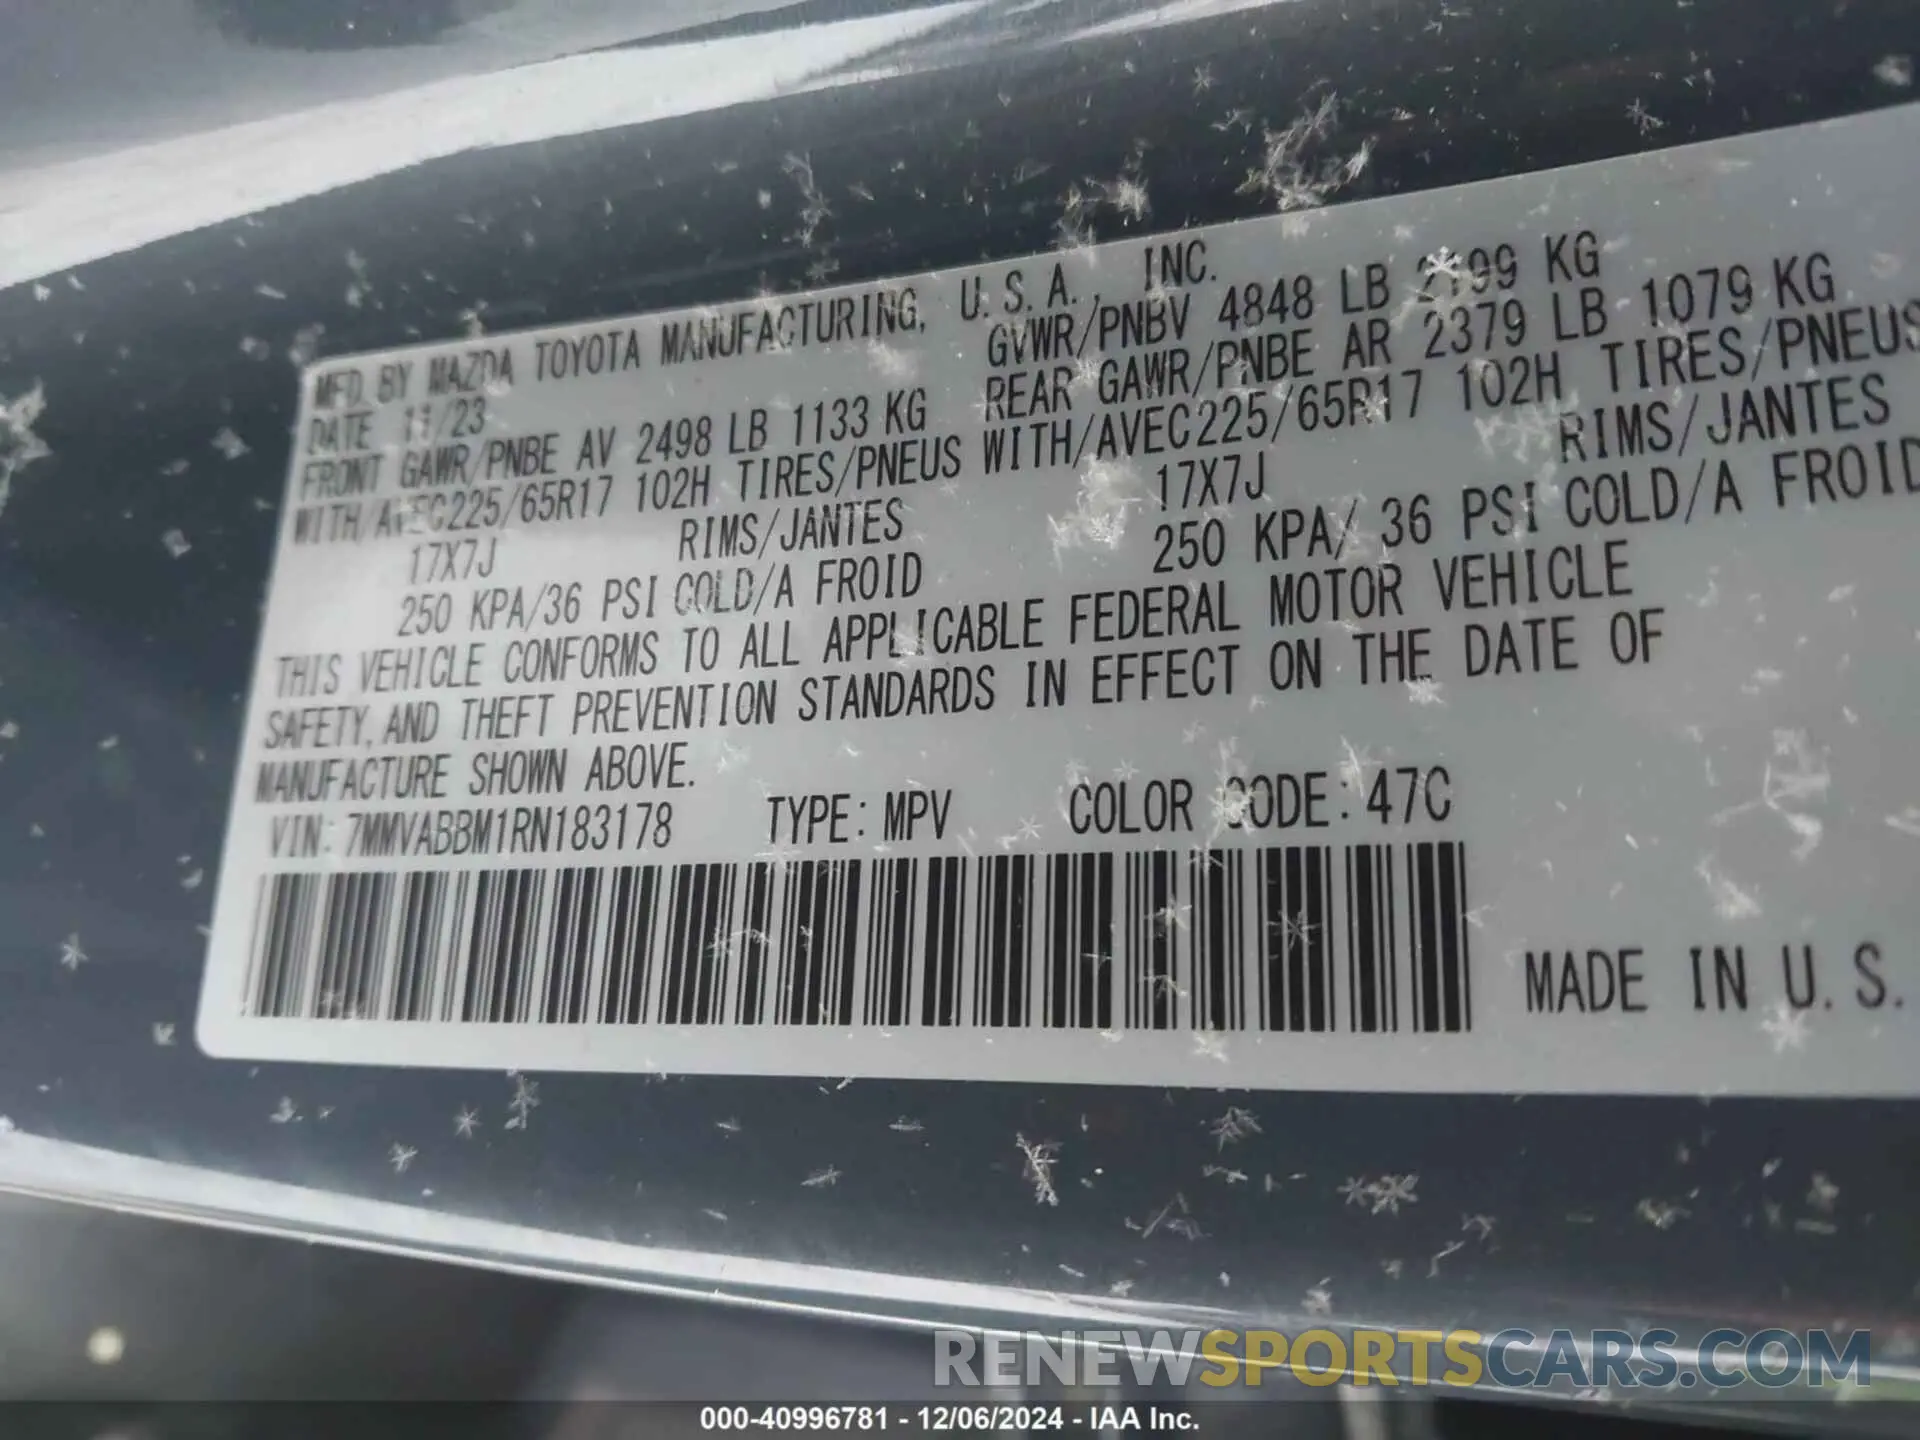 MFD. BY MAZDA TOYOTA MANUFACTURING, U.S.A., INC.
DATE 11/23 GVWR/PNBV 4848 LB 2199 KG
FRONT GAWR/PNBE AV 2498 LB 1133 KG REAR GAWR/PNBE AR 2379 LB 1079 KG
WITH/AVEC225/65R17 102H TIRES/PNEUS WITH/AVEC225/65R17 102H TIRES/PNEUS
17X7J RIMS/JANTES 17X7J RIMS/JANTES
250 KPA/36 PSI COLD/A FROID 250 KPA/ 36 PSI COLD/A FROID
THIS VEHICLE CONFORMS TO ALL APPLICABLE FEDERAL MOTOR VEHICLE
SAFETY, AND THEFT PREVENTION STANDARDS IN EFFECT ON THE DATE OF
MANUFACTURE SHOWN ABOVE.
VIN: 7MMVABBM1RN183178 TYPE: MPV COLOR CODE: 47C
MADE IN U.S.
RENEWSPORTSCARS.COM
000-40996781 - 12/06/2024 - IAA Inc.